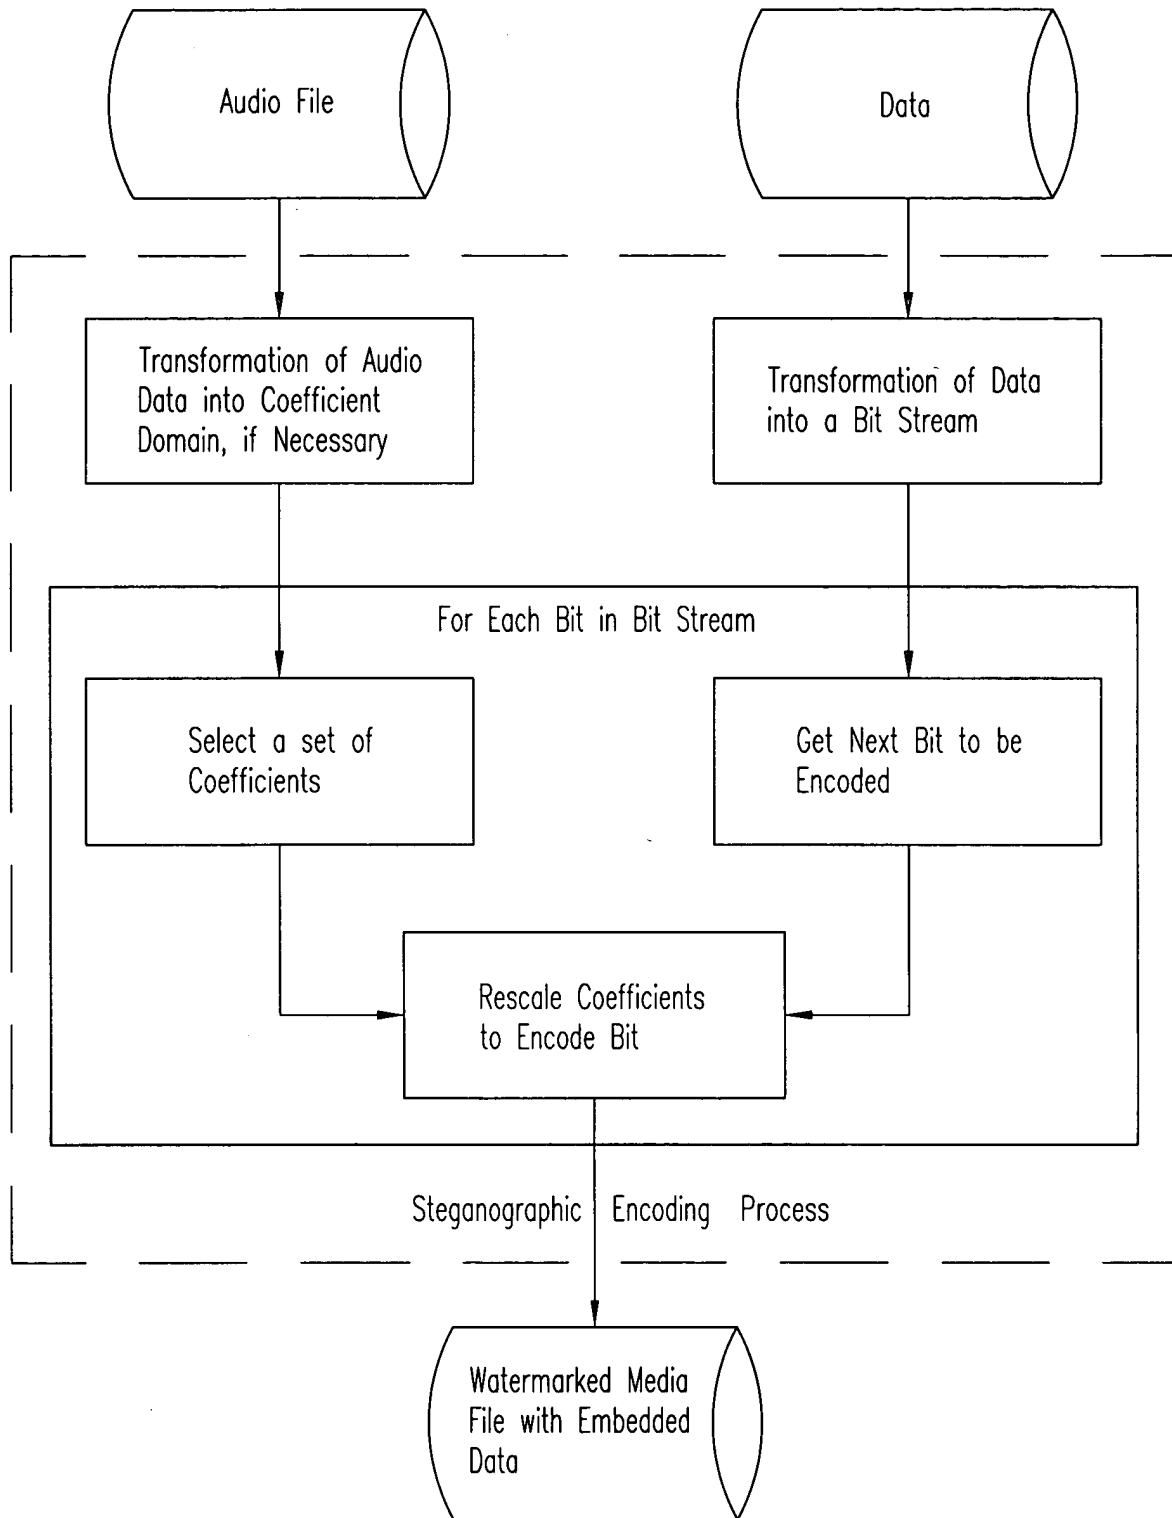 Audio File
Data
Transformation of Audio
Data into Coefficient
Domain, if Necessary
Transformation of Data
into a Bit Stream
For Each Bit in Bit Stream
Select a set of
Coefficients
Get Next Bit to be
Encoded
Rescale Coefficients
to Encode Bit
Steganographic Encoding Process
Watermarked Media
File with Embedded
Data